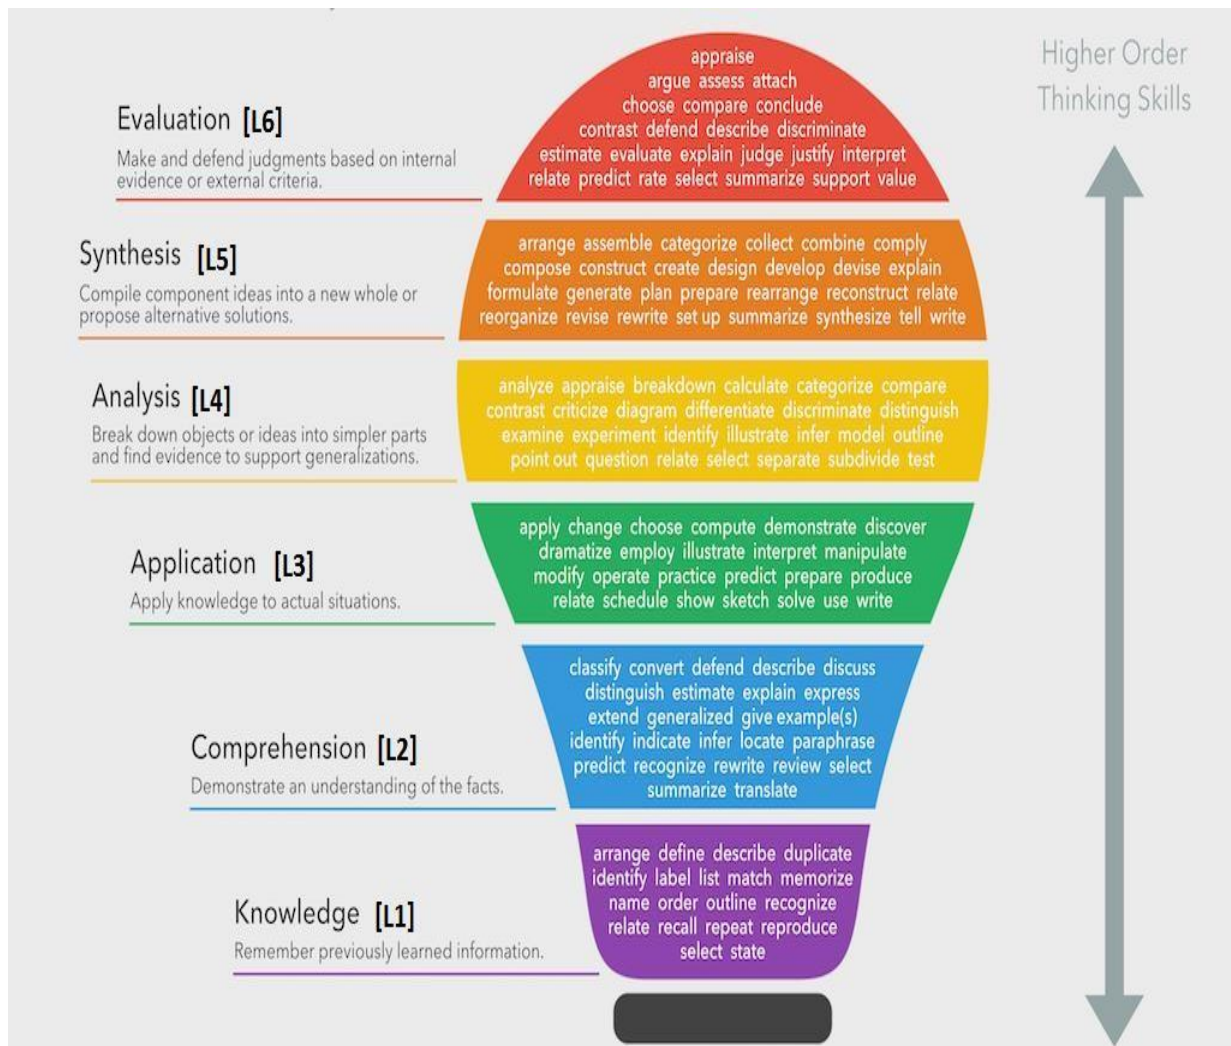 Higher Order
Thinking Skills
Evaluation [L6]
Make and defend judgments based on internal
evidence or external criteria.
appraise
argue assess attach
choose compare conclude
contrast defend describe discriminate
estimate evaluate explain judge justify interpret
relate predict rate select summarize support value
Synthesis [L5]
Compile component ideas into a new whole or
propose alternative solutions.
arrange assemble categorize collect combine comply
compose construct create design develop devise explain
formulate generate plan prepare rearrange reconstruct relate
reorganize revise rewrite set up summarize synthesize tell write
Analysis [L4]
Break down objects or ideas into simpler parts
and find evidence to support generalizations.
analyze appraise breakdown calculate categorize compare
contrast criticize diagram differentiate discriminate distinguish
examine experiment identify illustrate infer model outline
point out question relate select separate subdivide test
Application [L3]
Apply knowledge to actual situations.
apply change choose compute demonstrate discover
dramatize employ illustrate interpret manipulate
modify operate practice predict prepare produce
relate schedule show sketch solve use write
Comprehension [L2]
Demonstrate an understanding of the facts.
classify convert defend describe discuss
distinguish estimate explain express
extend generalized give example(s)
identify indicate infer locate paraphrase
predict recognize rewrite review select
summarize translate
Knowledge [L1]
Remember previously learned information.
arrange define describe duplicate
identify label list match memorize
name order outline recognize
relate recall repeat reproduce
select state